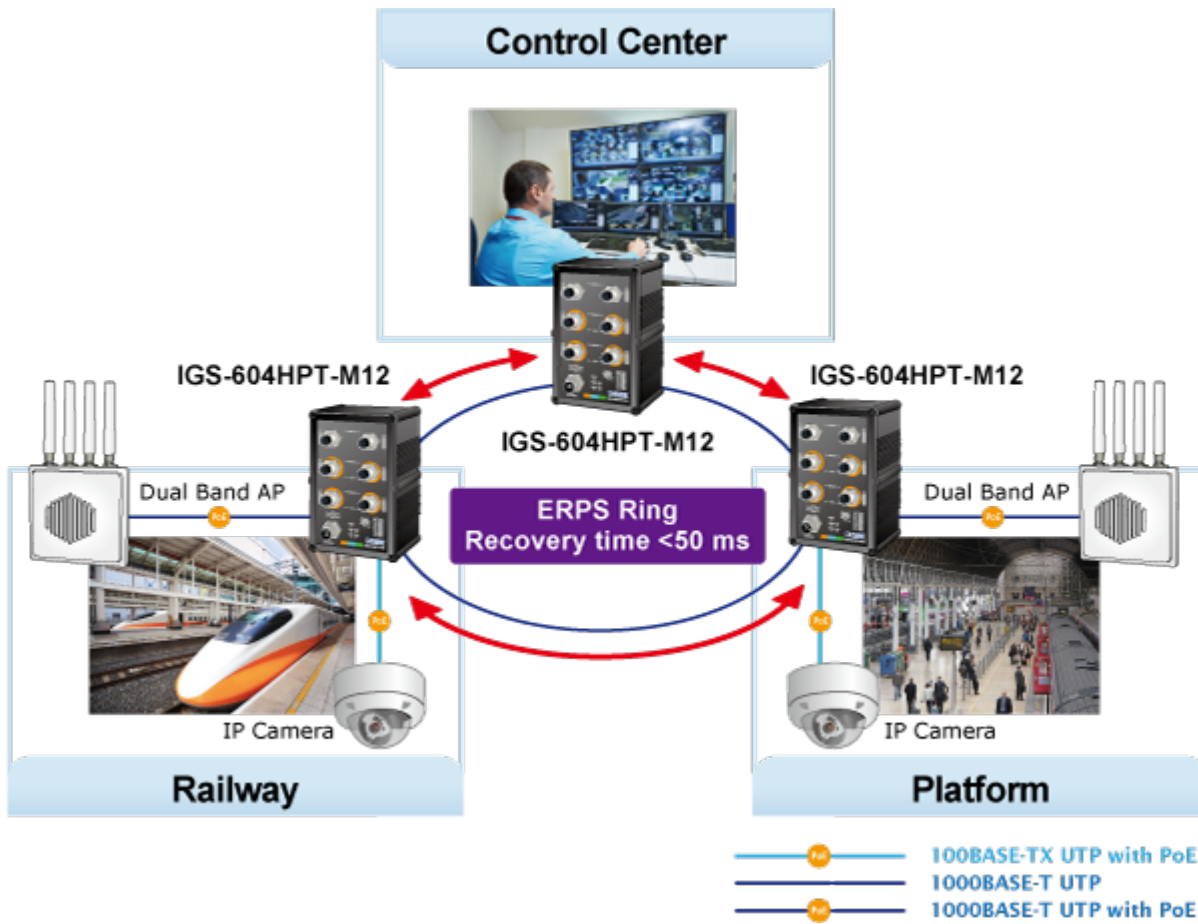 Control Center
IGS-604HPT-M12
IGS-604HPT-M12
IGS-604HPT-M12
Dual Band AP
Dual Band AP
PoE
PoE
ERPS Ring
Recovery time <50 ms
PoE
PoE
IP Camera
IP Camera
Railway
Platform
PoE 100BASE-TX UTP with PoE
1000BASE-T UTP
PoE 1000BASE-T UTP with PoE